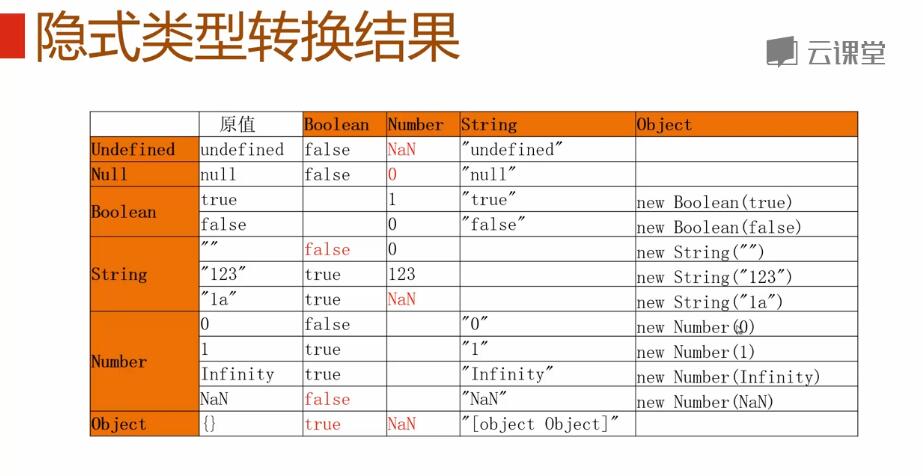 隐式类型转换结果
云课堂
原值 Boolean Number String Object
Undefined undefined false NaN "undefined"
Null null false 0 "null"
Boolean true 1 "true" new Boolean(true)
false 0 "false" new Boolean(false)
String "" false 0 new String("")
"123" true 123 new String("123")
"1a" true NaN new String("1a")
Number 0 false "0" new Number(0)
1 true "1" new Number(1)
Infinity true "Infinity" new Number(Infinity)
NaN false "NaN" new Number(NaN)
Object {} true NaN "[object Object]"